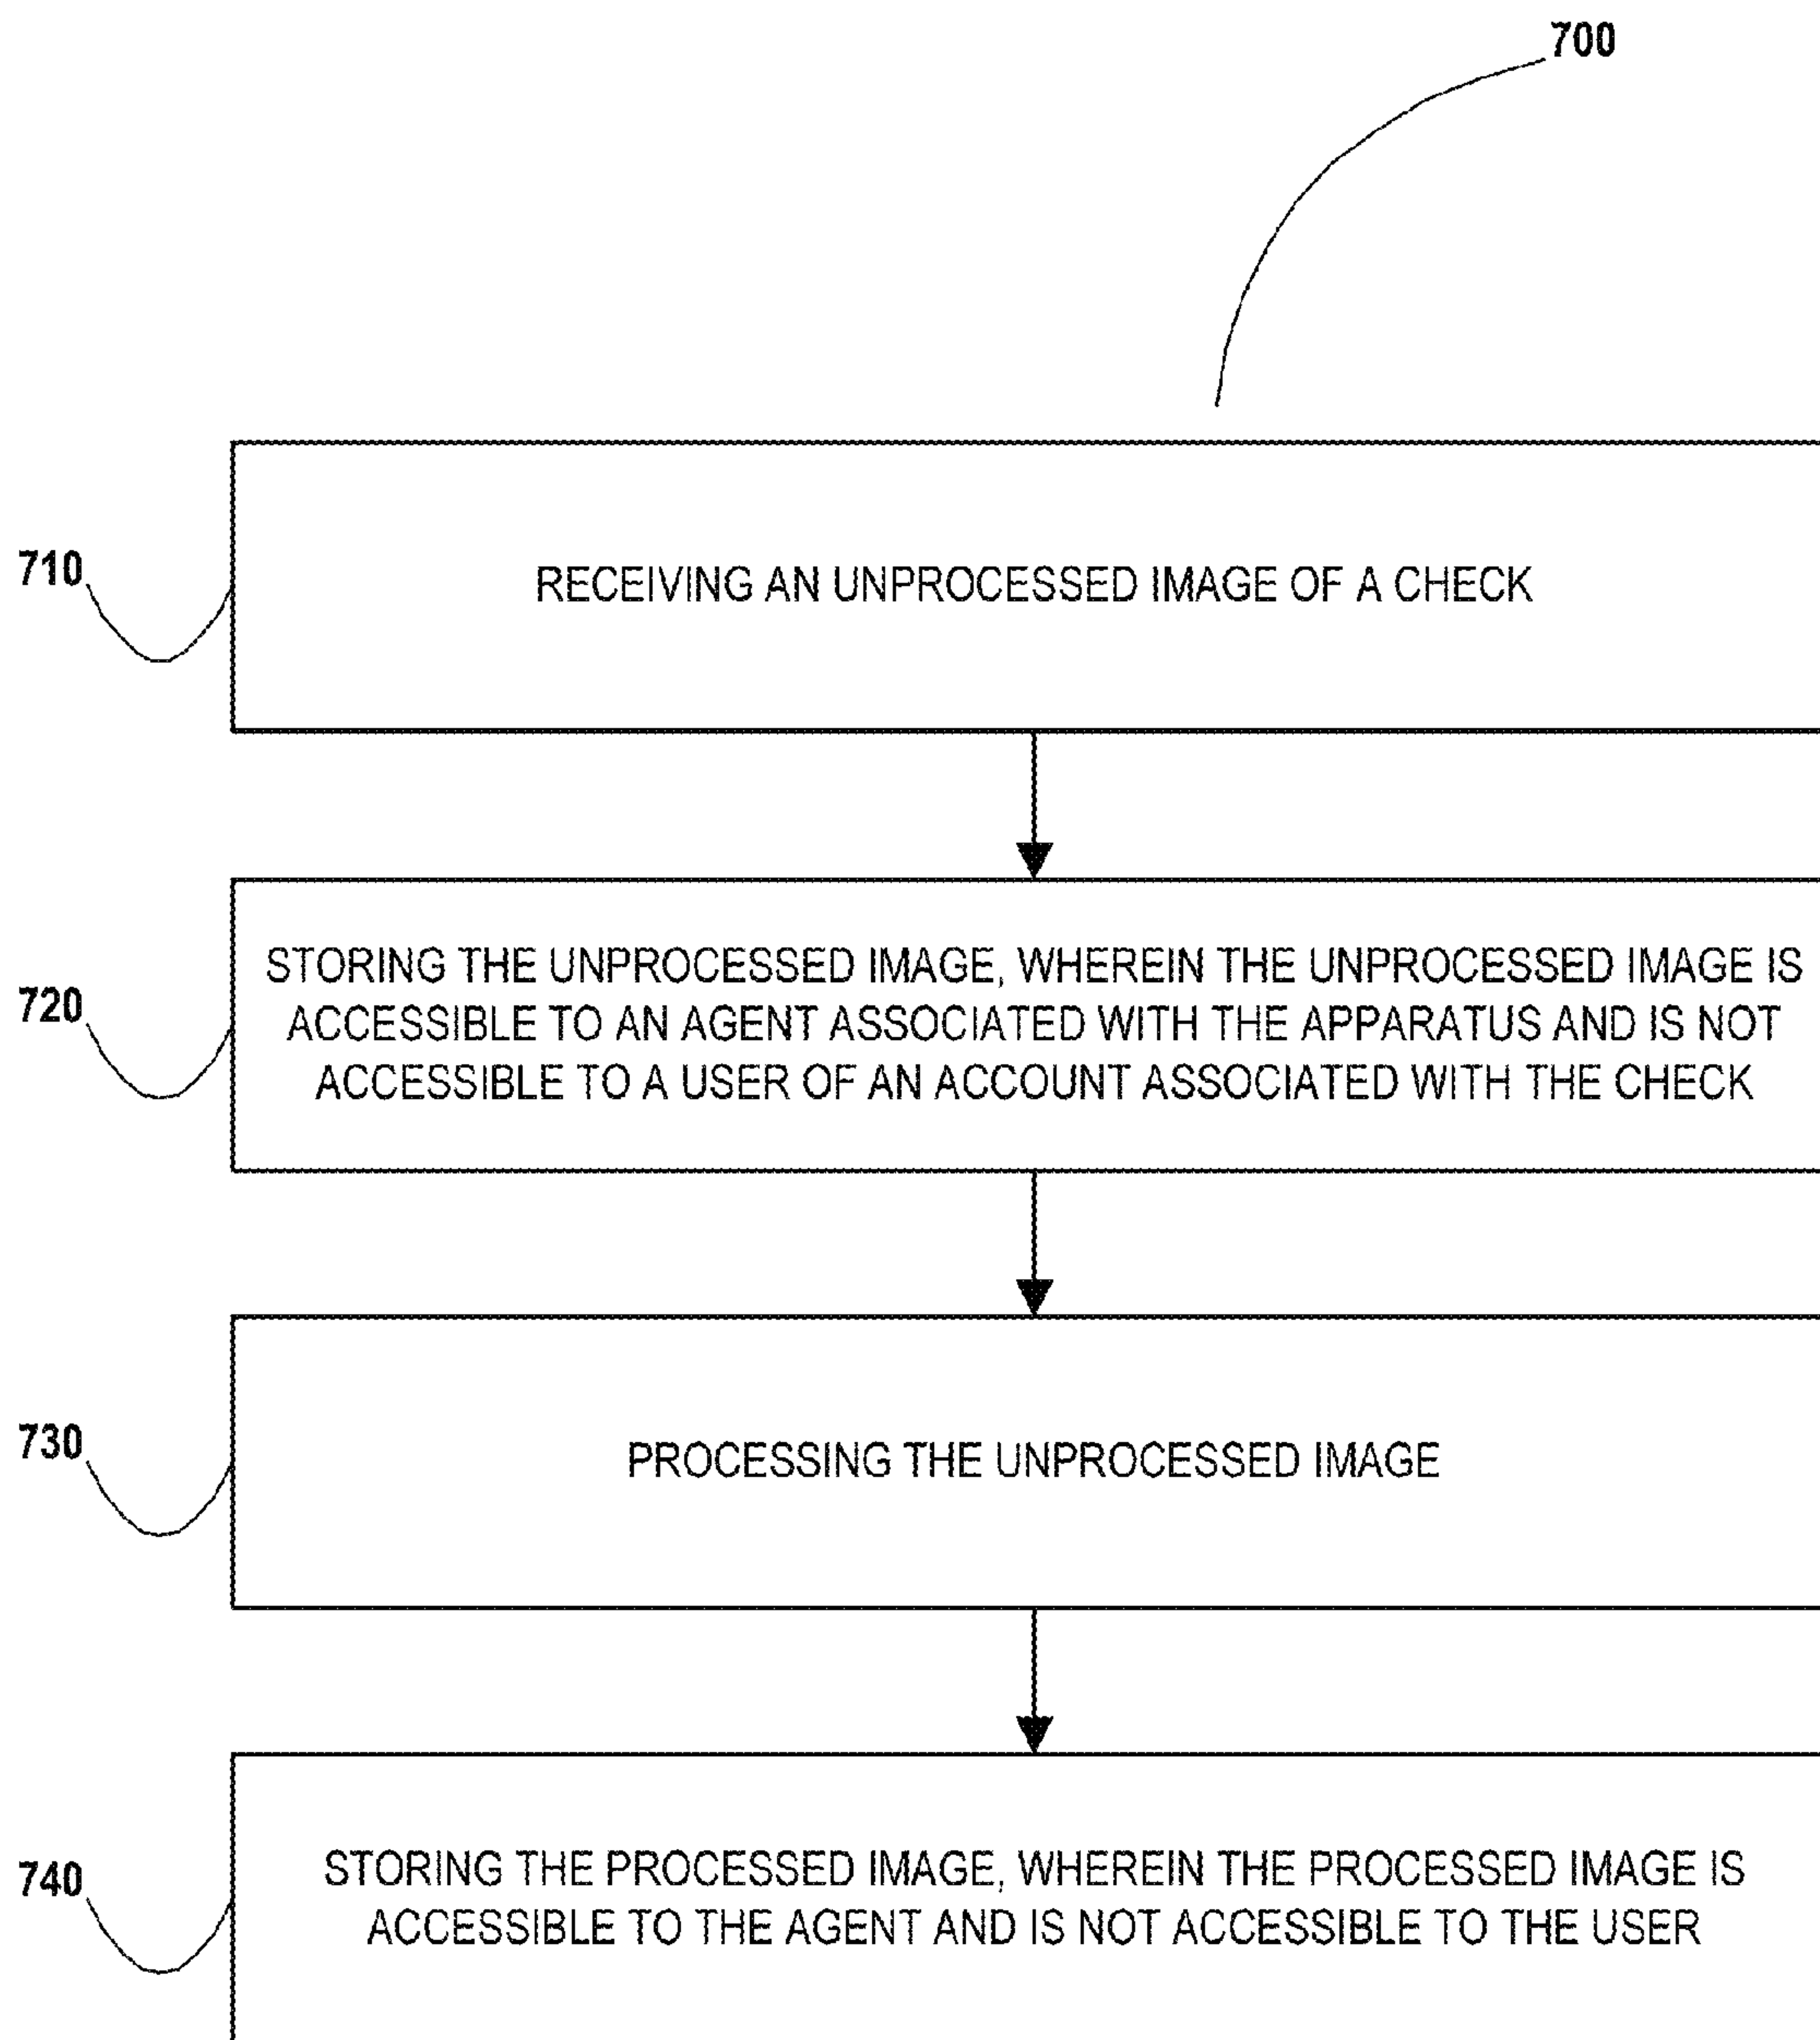 700
710
RECEIVING AN UNPROCESSED IMAGE OF A CHECK
720
STORING THE UNPROCESSED IMAGE, WHEREIN THE UNPROCESSED IMAGE IS
ACCESSIBLE TO AN AGENT ASSOCIATED WITH THE APPARATUS AND IS NOT
ACCESSIBLE TO A USER OF AN ACCOUNT ASSOCIATED WITH THE CHECK
730
PROCESSING THE UNPROCESSED IMAGE
740
STORING THE PROCESSED IMAGE, WHEREIN THE PROCESSED IMAGE IS
ACCESSIBLE TO THE AGENT AND IS NOT ACCESSIBLE TO THE USER